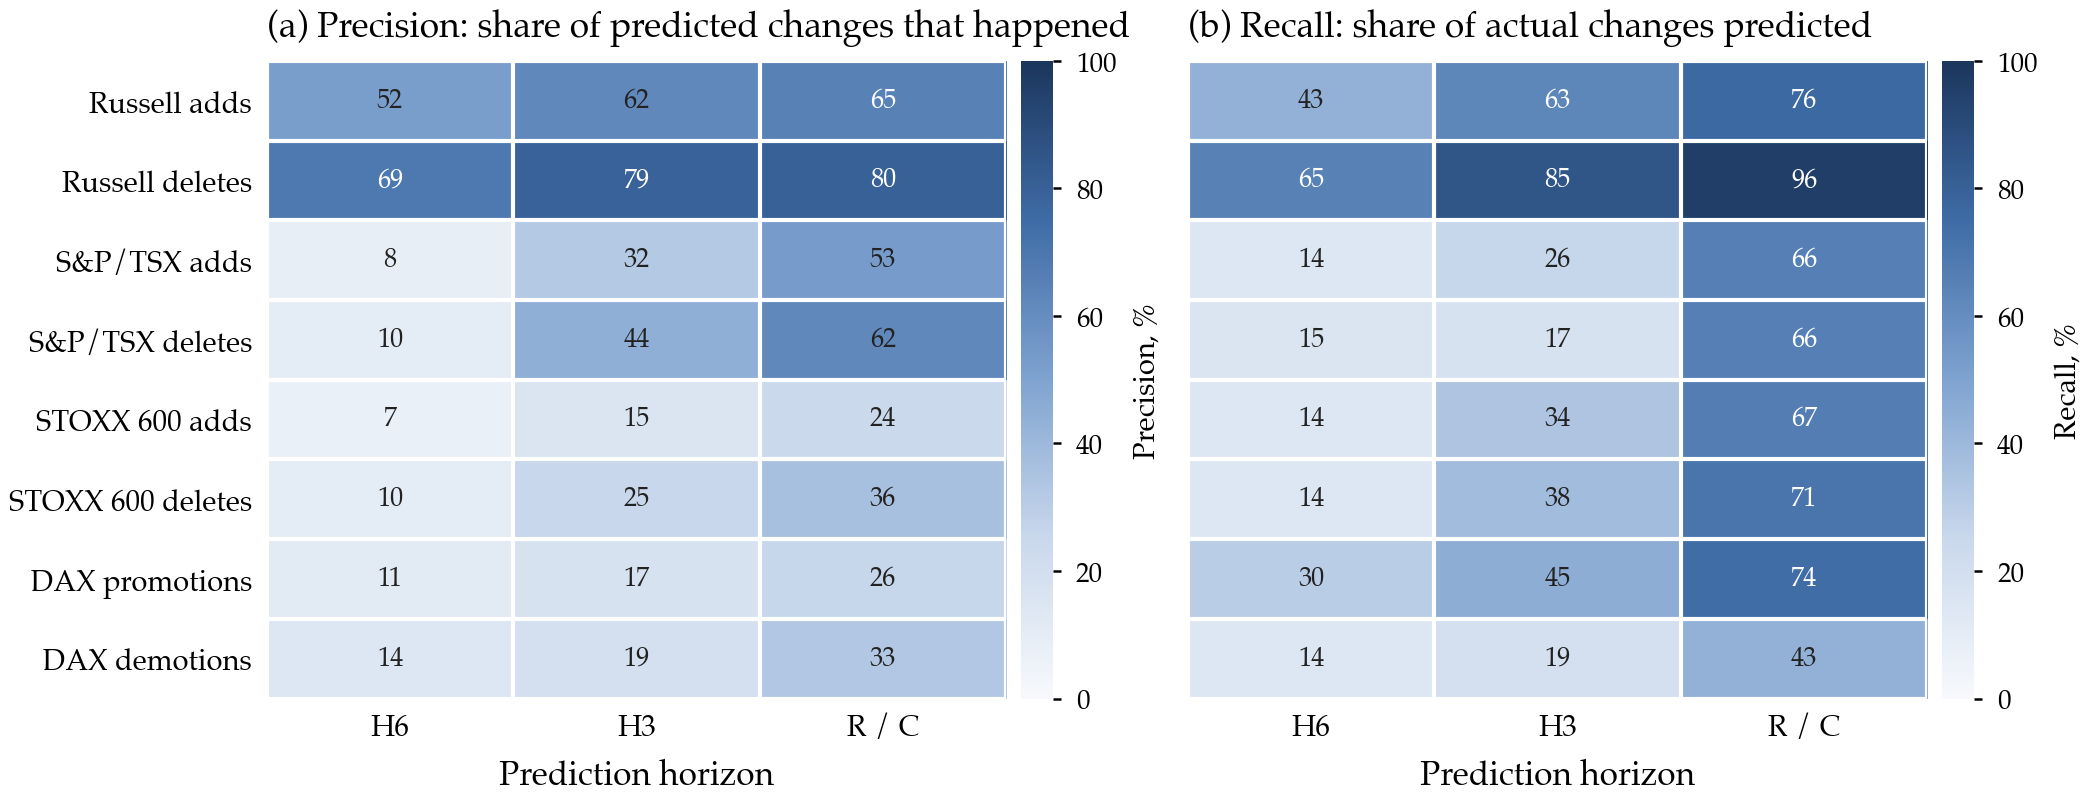 (a) Precision: share of predicted changes that happened
Russell adds 52 62 65
Russell deletes 69 79 80
S&P/TSX adds 8 32 53
S&P/TSX deletes 10 44 62
STOXX 600 adds 7 15 24
STOXX 600 deletes 10 25 36
DAX promotions 11 17 26
DAX demotions 14 19 33
H6 H3 R / C
Prediction horizon
100
80
60
40
20
0
Precision, %
(b) Recall: share of actual changes predicted
43 63 76
65 85 96
14 26 66
15 17 66
14 34 67
14 38 71
30 45 74
14 19 43
H6 H3 R / C
Prediction horizon
100
80
60
40
20
0
Recall, %